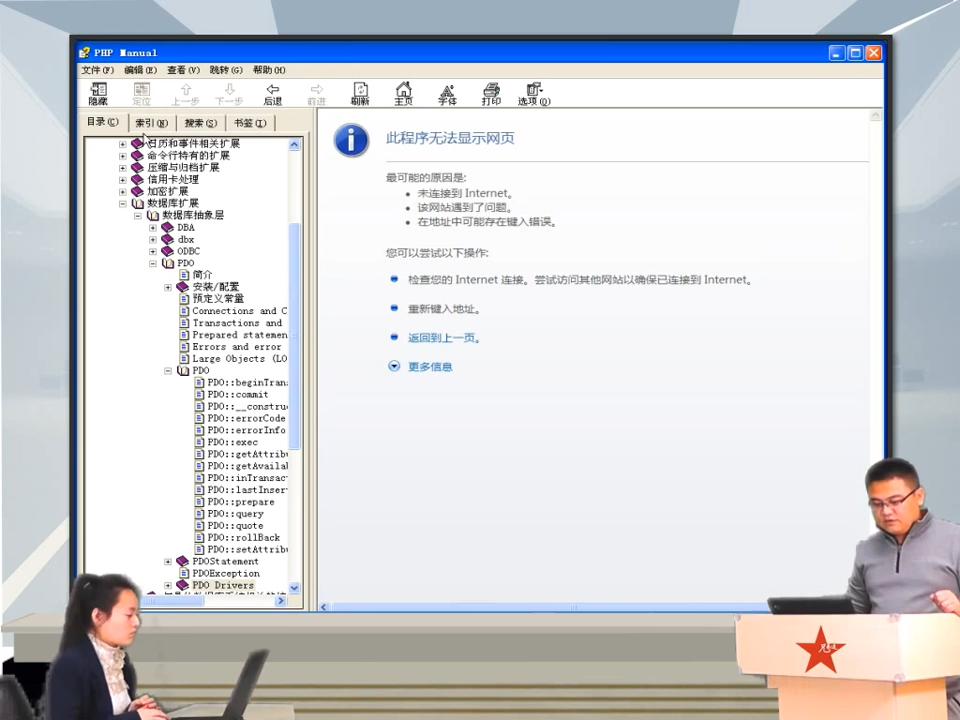 PHP Manual
文件(F) 编辑(E) 查看(V) 跳转(G) 帮助(H)
隐藏 定位 上一步 下一步 后退 前进 刷新 主页 字体 打印 选项(O)
目录(C) 索引(N) 搜索(S) 书签(I)
日历和事件相关扩展
命令行特有的扩展
压缩与归档扩展
信用卡处理
加密扩展
数据库扩展
数据库抽象层
DBA
dbx
ODBC
PDO
简介
安装/配置
预定义常量
Connections and C
Transactions and
Prepared statemen
Errors and error
Large Objects (LO
PDO
PDO::beginTran
PDO::commit
PDO::__constru
PDO::errorCode
PDO::errorInfo
PDO::exec
PDO::getAttribu
PDO::getAvaila
PDO::inTransac
PDO::lastInser
PDO::prepare
PDO::query
PDO::quote
PDO::rollBack
PDO::setAttribu
PDOStatement
PDOException
PDO Drivers
此程序无法显示网页
最可能的原因是:
未连接到 Internet。
该网站遇到了问题。
在地址中可能存在键入错误。
您可以尝试以下操作:
检查您的 Internet 连接。尝试访问其他网站以确保已连接到 Internet。
重新键入地址。
返回到上一页。
更多信息